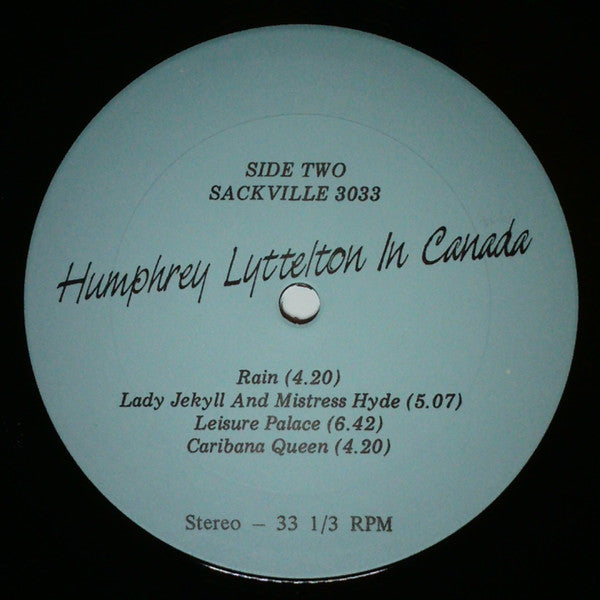 SIDE TWO
SACKVILLE 3033
Humphrey Lyttelton In Canada
Rain (4.20)
Lady Jekyll And Mistress Hyde (5.07)
Leisure Palace (6.42)
Caribana Queen (4.20)
Stereo – 33 1/3 RPM